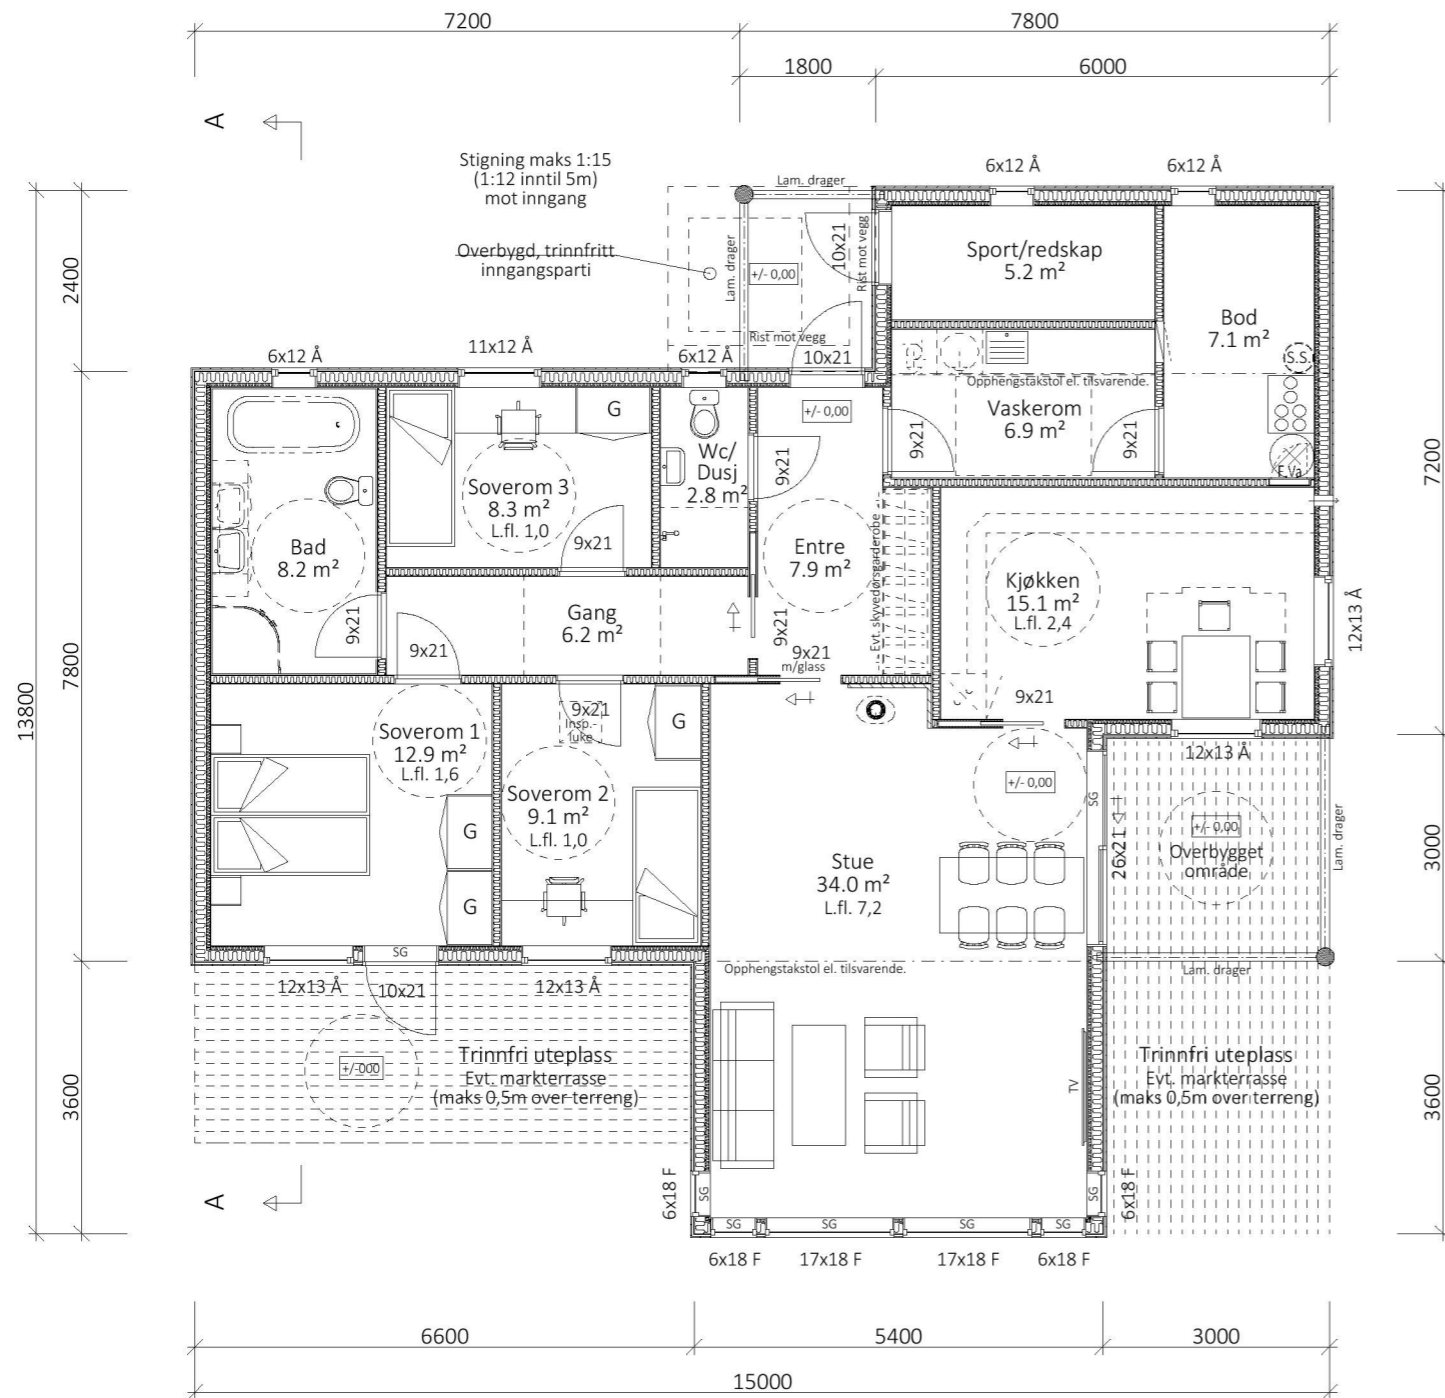 7200
7800
1800
6000
A
Stigning maks 1:15
(1:12 inntil 5m)
mot inngang
Lam. drager
6x12 Å
6x12 Å
Overbygd, trinnfritt
inngangsparti
Lam. drager
+/- 0,00
10x21
Rist mot vegg
Sport/redskap
5.2 m²
Bod
7.1 m²
S.S.
Rist mot vegg
2400
6x12 Å
11x12 Å
6x12 Å
10x21
Opphengstakstol el. tilsvarende.
+/- 0,00
Vaskerom
6.9 m²
9x21
9x21
E.Va
7200
G
Wc/
Dusj
2.8 m²
9x21
Soverom 3
8.3 m²
L.fl. 1,0
9x21
Bad
8.2 m²
9x21
Entre
7.9 m²
Evt. skyvedørsgarderobe
Kjøkken
15.1 m²
L.fl. 2,4
12x13 Å
Gang
6.2 m²
9x21
9x21
9x21
m/glass
9x21
13800
7800
Soverom 1
12.9 m²
L.fl. 1,6
9x21
Insp.-
luke
G
Soverom 2
9.1 m²
L.fl. 1,0
G
G
+/- 0,00
12x13 Å
SG
26x21
+/- 0,00
Overbygget
område
Lam. drager
3000
Stue
34.0 m²
L.fl. 7,2
SG
Opphengstakstol el. tilsvarende.
Lam. drager
12x13 Å
10x21
12x13 Å
Trinnfri uteplass
Evt. markterrasse
(maks 0,5m over terreng)
+/-000
TV
Trinnfri uteplass
Evt. markterrasse
(maks 0,5m over terreng)
3600
3600
A
6x18 F
SG
SG
6x18 F
SG
SG
SG
SG
6x18 F
17x18 F
17x18 F
6x18 F
6600
5400
3000
15000